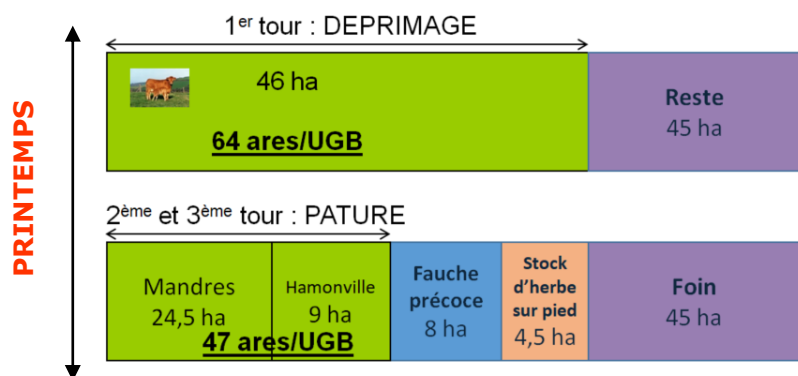 PRINTEMPS
1er tour : DEPRIMAGE
46 ha
64 ares/UGB
Reste
45 ha
2ème et 3ème tour : PATURE
Mandres
24,5 ha
Hamonville
9 ha
47 ares/UGB
Fauche
précoce
8 ha
Stock
d'herbe
sur pied
4,5 ha
Foin
45 ha